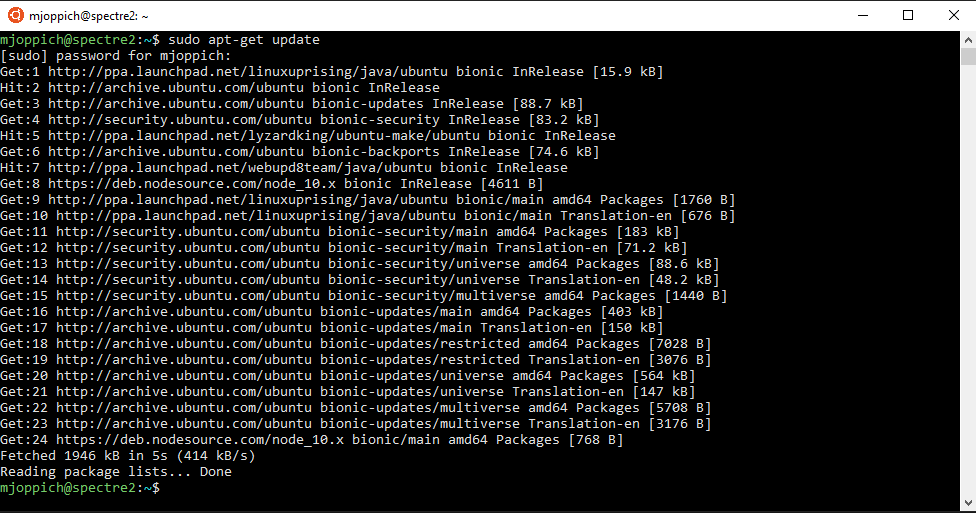 mjoppich@spectre2: ~
mjoppich@spectre2:~$ sudo apt-get update
[sudo] password for mjoppich:
Get:1 http://ppa.launchpad.net/linuxuprising/java/ubuntu bionic InRelease [15.9 kB]
Hit:2 http://archive.ubuntu.com/ubuntu bionic InRelease
Get:3 http://archive.ubuntu.com/ubuntu bionic-updates InRelease [88.7 kB]
Get:4 http://security.ubuntu.com/ubuntu bionic-security InRelease [83.2 kB]
Hit:5 http://ppa.launchpad.net/lyzardking/ubuntu-make/ubuntu bionic InRelease
Get:6 http://archive.ubuntu.com/ubuntu bionic-backports InRelease [74.6 kB]
Hit:7 http://ppa.launchpad.net/webupd8team/java/ubuntu bionic InRelease
Get:8 https://deb.nodesource.com/node_10.x bionic InRelease [4611 B]
Get:9 http://ppa.launchpad.net/linuxuprising/java/ubuntu bionic/main amd64 Packages [1760 B]
Get:10 http://ppa.launchpad.net/linuxuprising/java/ubuntu bionic/main Translation-en [676 B]
Get:11 http://security.ubuntu.com/ubuntu bionic-security/main amd64 Packages [183 kB]
Get:12 http://security.ubuntu.com/ubuntu bionic-security/main Translation-en [71.2 kB]
Get:13 http://security.ubuntu.com/ubuntu bionic-security/universe amd64 Packages [88.6 kB]
Get:14 http://security.ubuntu.com/ubuntu bionic-security/universe Translation-en [48.2 kB]
Get:15 http://security.ubuntu.com/ubuntu bionic-security/multiverse amd64 Packages [1440 B]
Get:16 http://archive.ubuntu.com/ubuntu bionic-updates/main amd64 Packages [403 kB]
Get:17 http://archive.ubuntu.com/ubuntu bionic-updates/main Translation-en [150 kB]
Get:18 http://archive.ubuntu.com/ubuntu bionic-updates/restricted amd64 Packages [7028 B]
Get:19 http://archive.ubuntu.com/ubuntu bionic-updates/restricted Translation-en [3076 B]
Get:20 http://archive.ubuntu.com/ubuntu bionic-updates/universe amd64 Packages [564 kB]
Get:21 http://archive.ubuntu.com/ubuntu bionic-updates/universe Translation-en [147 kB]
Get:22 http://archive.ubuntu.com/ubuntu bionic-updates/multiverse amd64 Packages [5708 B]
Get:23 http://archive.ubuntu.com/ubuntu bionic-updates/multiverse Translation-en [3176 B]
Get:24 https://deb.nodesource.com/node_10.x bionic/main amd64 Packages [768 B]
Fetched 1946 kB in 5s (414 kB/s)
Reading package lists... Done
mjoppich@spectre2:~$